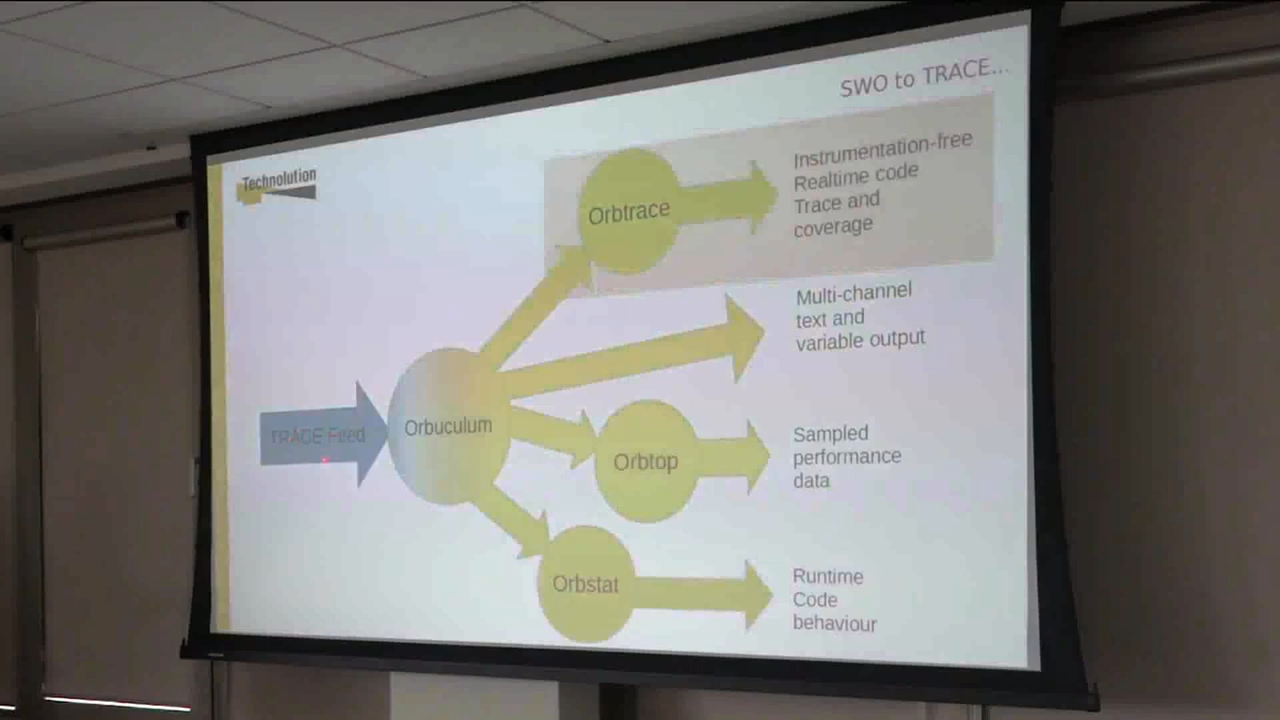 SWO to TRACE...
Technolution
Orbtrace
Instrumentation-free
Realtime code
Trace and
coverage
Multi-channel
text and
variable output
TRACE Feed
Orbuculum
Orbtop
Sampled
performance
data
Orbstat
Runtime
Code
behaviour